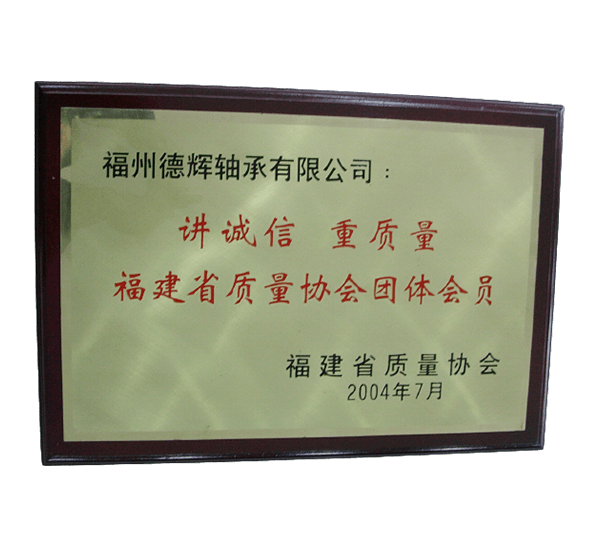 福州德辉轴承有限公司：
讲诚信 重质量
福建省质量协会团体会员
福建省质量协会
2004年7月